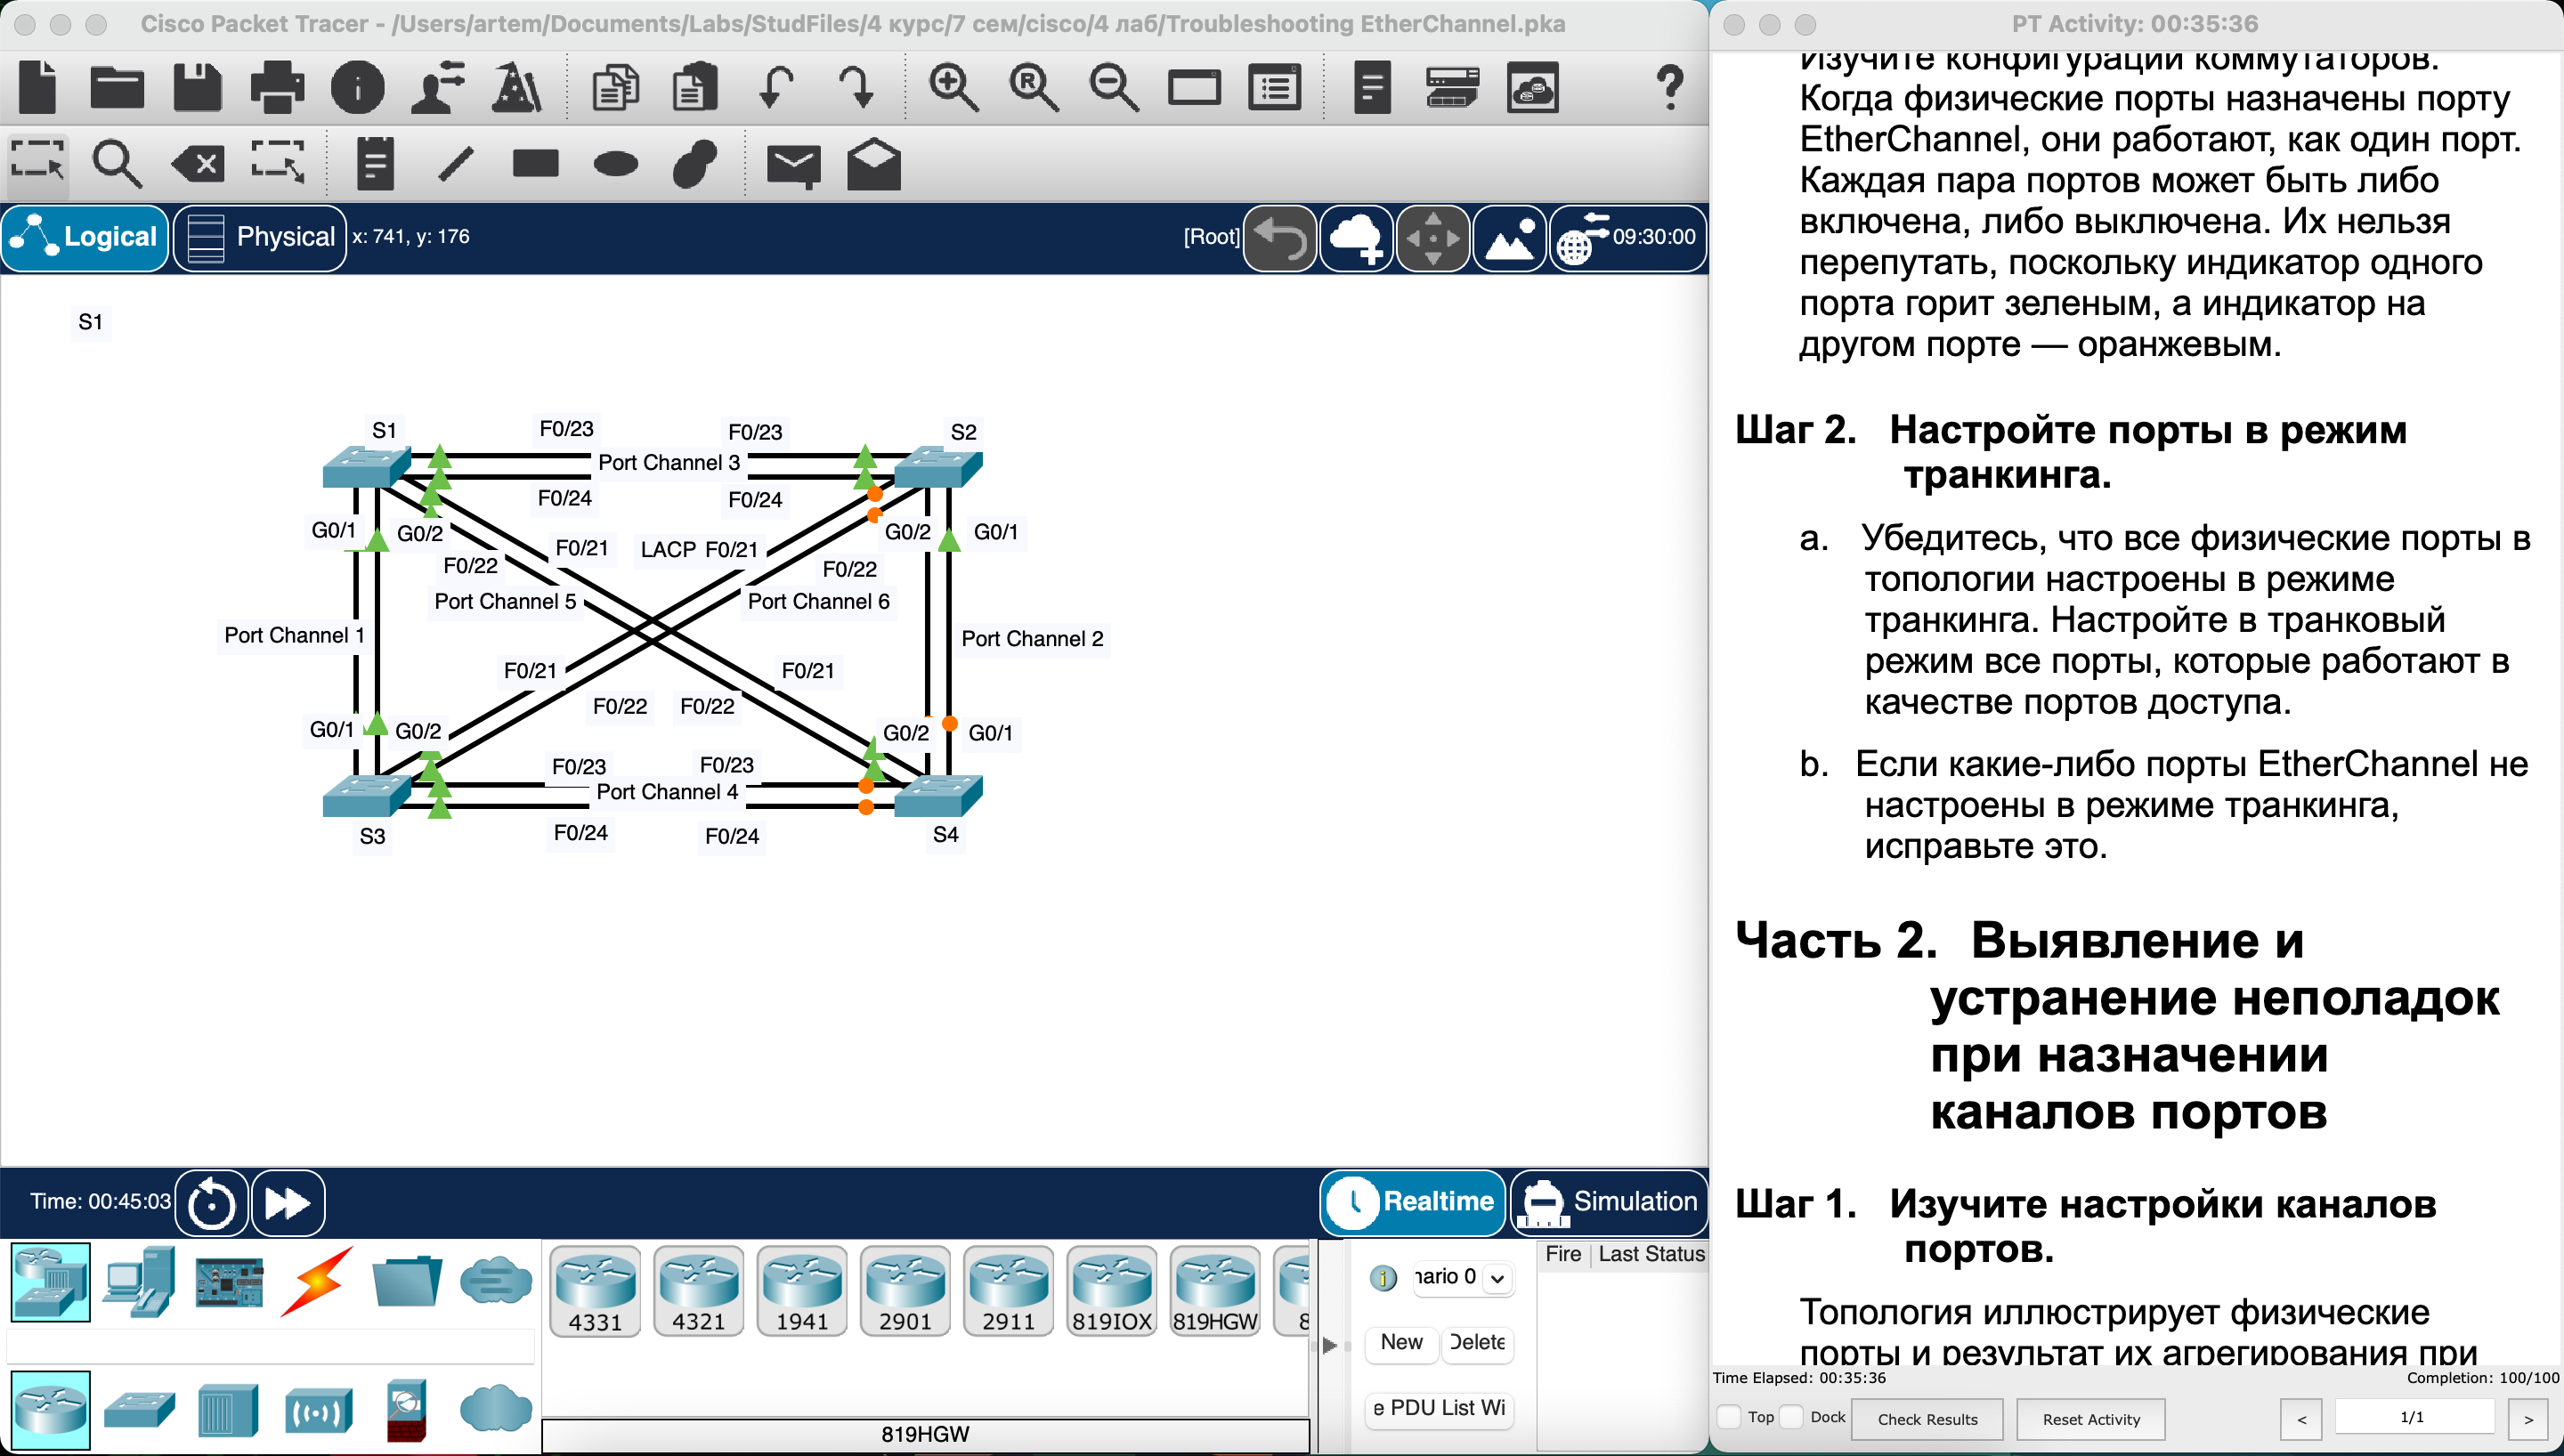 Cisco Packet Tracer - /Users/artem/Documents/Labs/StudFiles/4 курс/7 сем/cisco/4 лаб/Troubleshooting EtherChannel.pka
Logical
Physical
x: 741, y: 176
[Root]
09:30:00
S1
S1
F0/23
F0/23
S2
Port Channel 3
F0/24
F0/24
G0/1
G0/2
G0/2
G0/1
F0/21
LACP
F0/21
F0/22
F0/22
Port Channel 5
Port Channel 6
Port Channel 1
Port Channel 2
F0/21
F0/21
F0/22
F0/22
G0/1
G0/2
G0/2
G0/1
F0/23
F0/23
Port Channel 4
S3
F0/24
F0/24
S4
Time: 00:45:03
Realtime
Simulation
4331
4321
1941
2901
2911
819IOX
819HGW
8
819HGW
nario 0
New
Delete
e PDU List Wi
Fire
Last Status
PT Activity: 00:35:36
Изучите конфигурации коммутаторов.
Когда физические порты назначены порту
EtherChannel, они работают, как один порт.
Каждая пара портов может быть либо
включена, либо выключена. Их нельзя
перепутать, поскольку индикатор одного
порта горит зеленым, а индикатор на
другом порте — оранжевым.
Шаг 2. Настройте порты в режим
транкинга.
a. Убедитесь, что все физические порты в
топологии настроены в режиме
транкинга. Настройте в транковый
режим все порты, которые работают в
качестве портов доступа.
b. Если какие-либо порты EtherChannel не
настроены в режиме транкинга,
исправьте это.
Часть 2. Выявление и
устранение неполадок
при назначении
каналов портов
Шаг 1. Изучите настройки каналов
портов.
Топология иллюстрирует физические
порты и результат их агрегирования при
Time Elapsed: 00:35:36
Completion: 100/100
Top
Dock
Check Results
Reset Activity
<
1/1
>